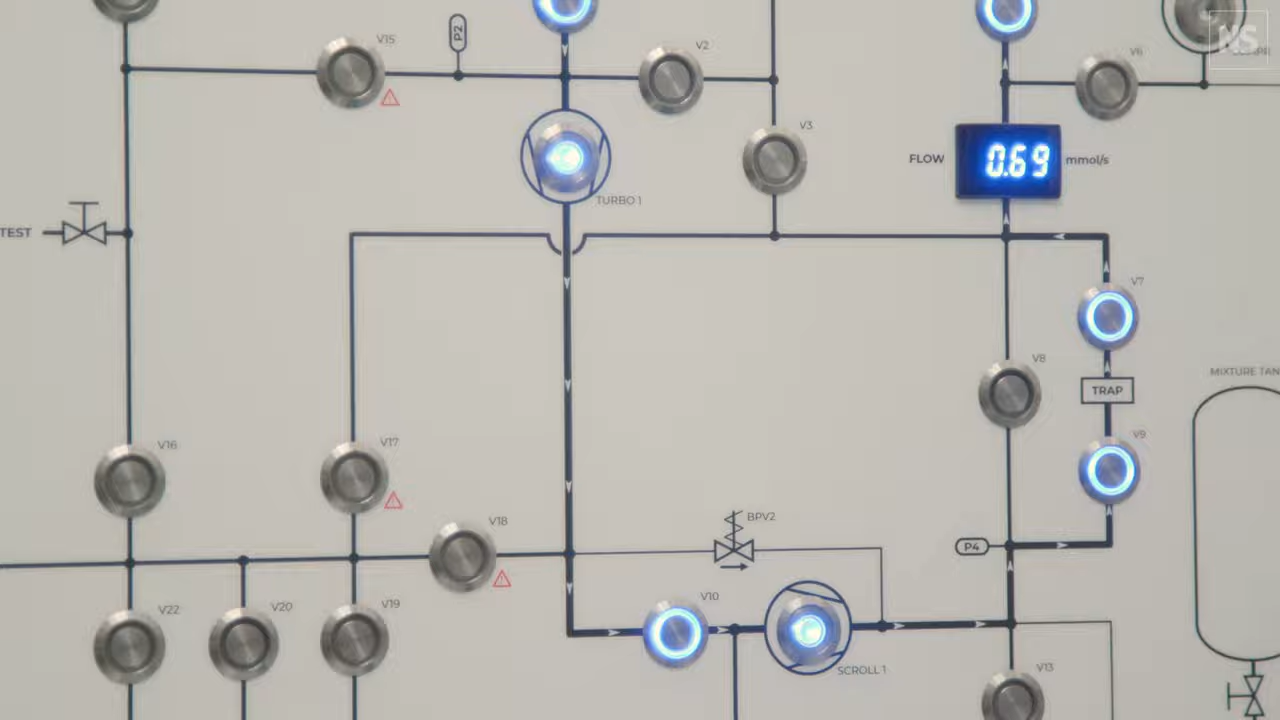 NS
V15
P2
V2
V6
V3
FLOW
0.69
mmol/s
TURBO 1
TEST
V7
V8
MIXTURE TAN
TRAP
V16
V17
V9
V18
BPV2
P4
V22
V20
V19
V10
SCROLL 1
V13